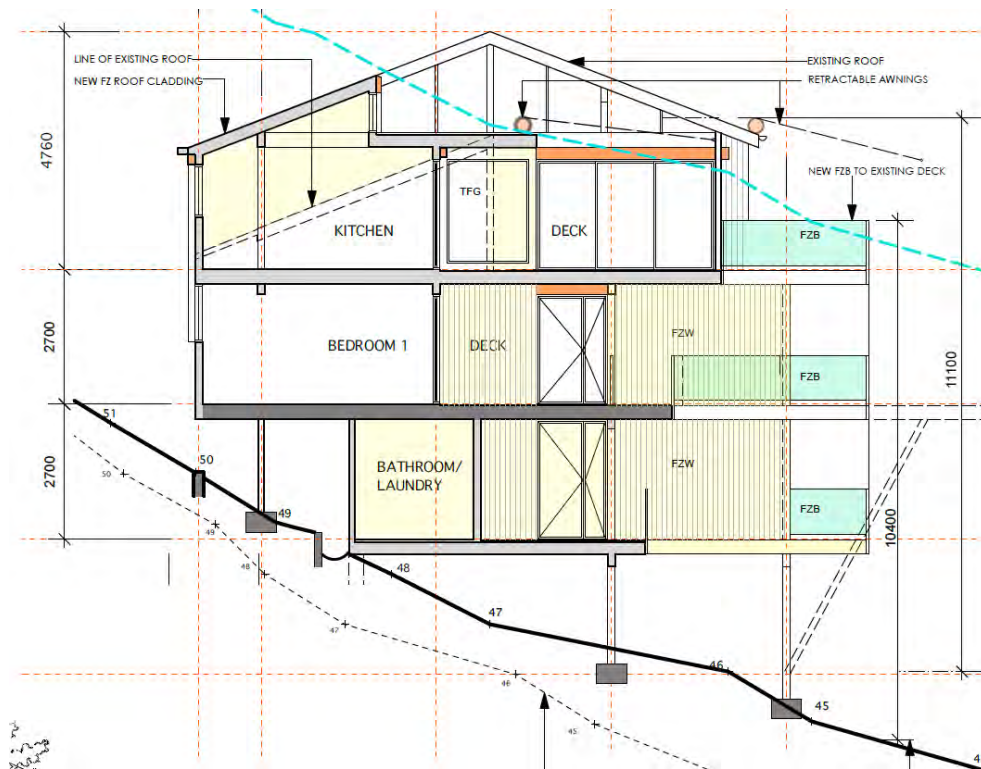 LINE OF EXISTING ROOF
NEW FZ ROOF CLADDING
EXISTING ROOF
RETRACTABLE AWNINGS
NEW FZB TO EXISTING DECK
4760
TFG
KITCHEN
DECK
FZB
2700
BEDROOM 1
DECK
FZW
FZB
11100
51
50
50
49
49
48
48
47
47
46
46
45
45
2700
BATHROOM/
LAUNDRY
FZW
FZB
10400